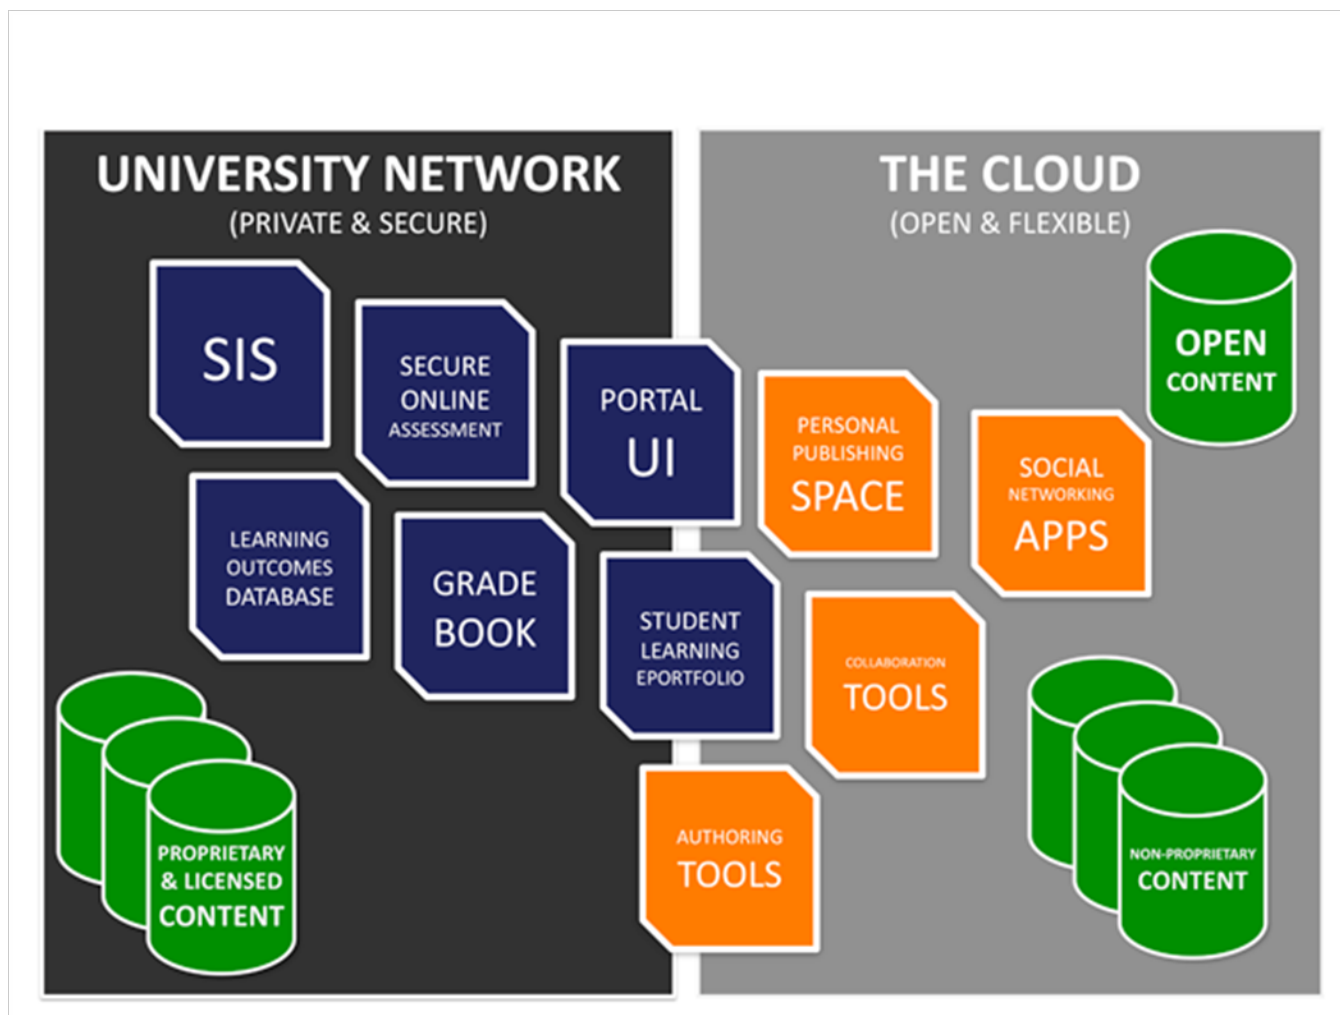 UNIVERSITY NETWORK
(PRIVATE & SECURE)
SIS
SECURE
ONLINE
ASSESSMENT
PORTAL
UI
LEARNING
OUTCOMES
DATABASE
GRADE
BOOK
STUDENT
LEARNING
EPORTFOLIO
PROPRIETARY
& LICENSED
CONTENT
AUTHORING
TOOLS
THE CLOUD
(OPEN & FLEXIBLE)
OPEN
CONTENT
PERSONAL
PUBLISHING
SPACE
SOCIAL
NETWORKING
APPS
COLLABORATION
TOOLS
NON-PROPRIETARY
CONTENT